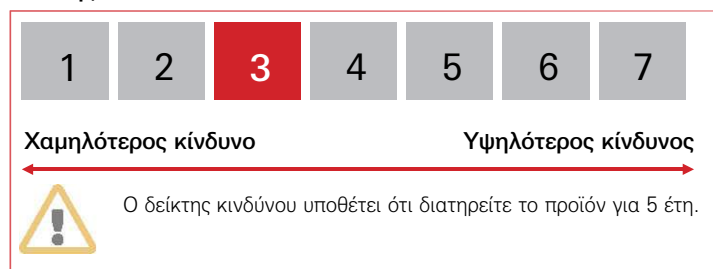 1 2 3 4 5 6 7
Χαμηλότερος κίνδυνο Υψηλότερος κίνδυνος
Ο δείκτης κινδύνου υποθέτει ότι διατηρείτε το προϊόν για 5 έτη.